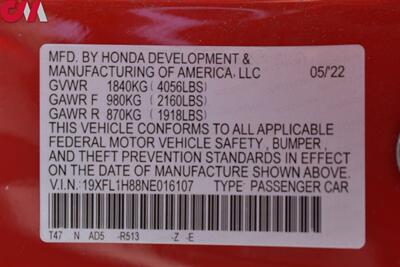 CM
MFD. BY HONDA DEVELOPMENT &
MANUFACTURING OF AMERICA, LLC 05/'22
GVWR 1840KG (4056LBS)
GAWR F 980KG (2160LBS)
GAWR R 870KG (1918LBS)
THIS VEHICLE CONFORMS TO ALL APPLICABLE
FEDERAL MOTOR VEHICLE SAFETY , BUMPER ,
AND THEFT PREVENTION STANDARDS IN EFFECT
ON THE DATE OF MANUFACTURE SHOWN ABOVE.
V.I.N: 19XFL1H88NE016107 TYPE: PASSENGER CAR
T47 N AD5 -R513 -Z -E